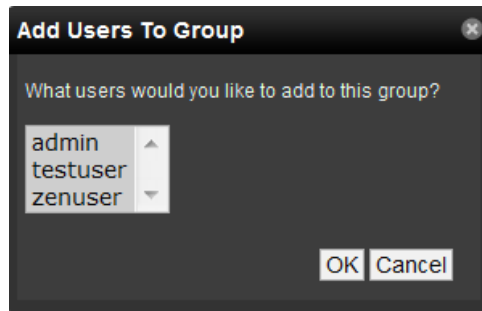 Add Users To Group
What users would you like to add to this group?
admin
testuser
zenuser
OK Cancel